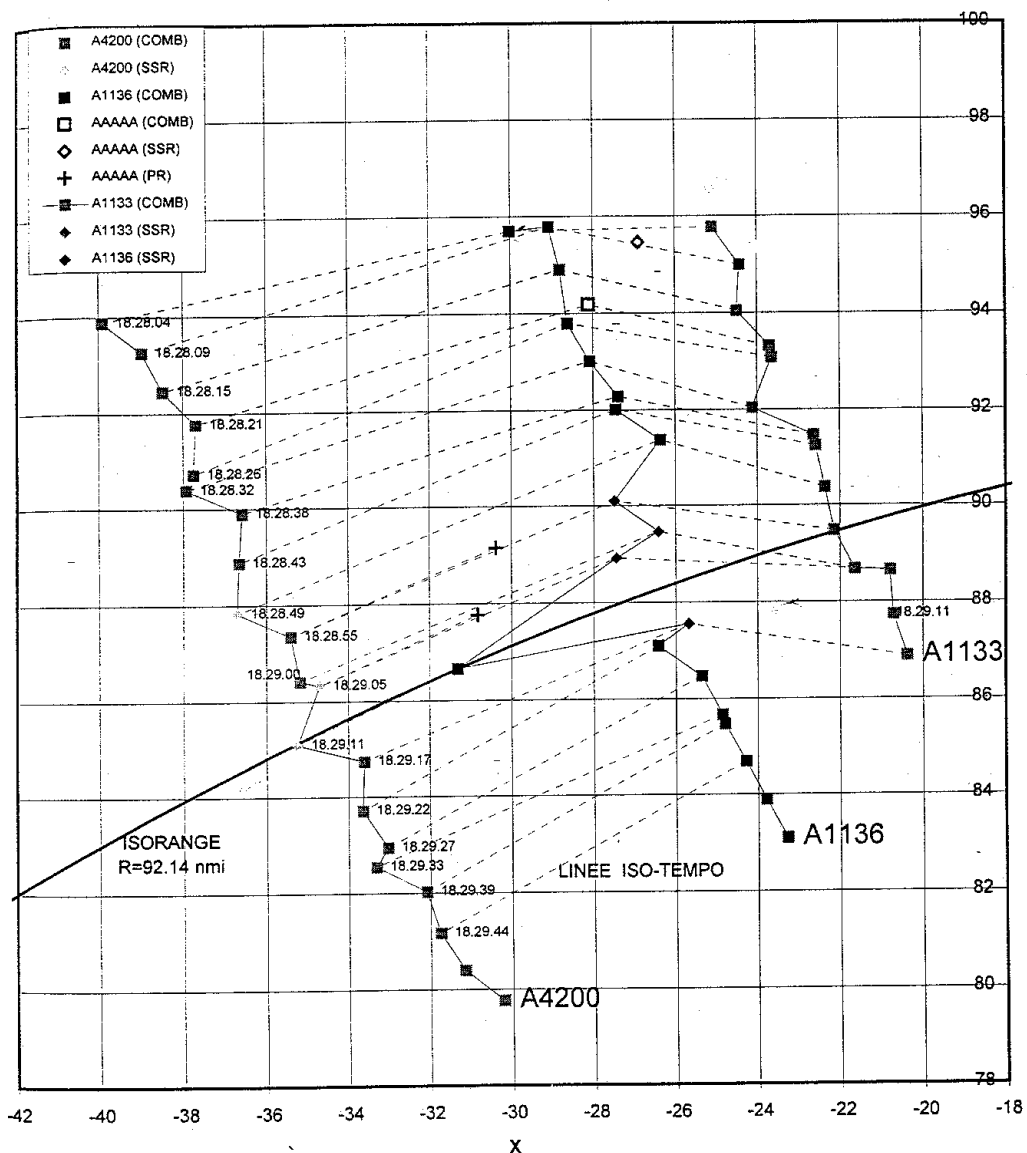 A4200 (COMB)
A4200 (SSR)
A1136 (COMB)
AAAAA (COMB)
AAAAA (SSR)
AAAAA (PR)
A1133 (COMB)
A1133 (SSR)
A1136 (SSR)
100
98
96
94
92
90
88
86
84
82
80
78
18.28.04
18.28.09
18.28.15
18.28.21
18.28.26
18.28.32
18.28.38
18.28.43
18.28.49
18.28.55
18.29.00
18.29.05
18.29.11
18.29.17
18.29.22
18.29.27
18.29.33
18.29.39
18.29.44
18.29.11
A1133
A1136
A4200
ISORANGE
R=92.14 nmi
LINEE ISO-TEMPO
-42 -40 -38 -36 -34 -32 -30 -28 -26 -24 -22 -20 -18
X